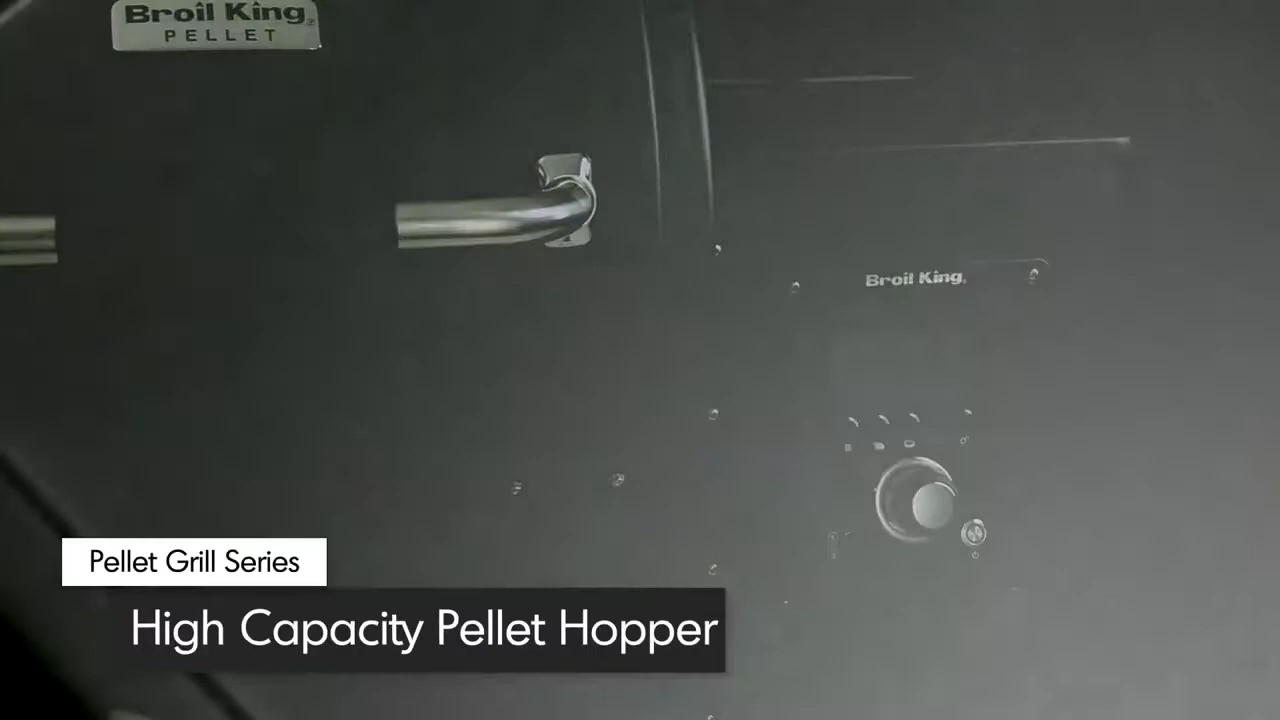 Broil King
PELLET
Broil King
Pellet Grill Series
High Capacity Pellet Hopper